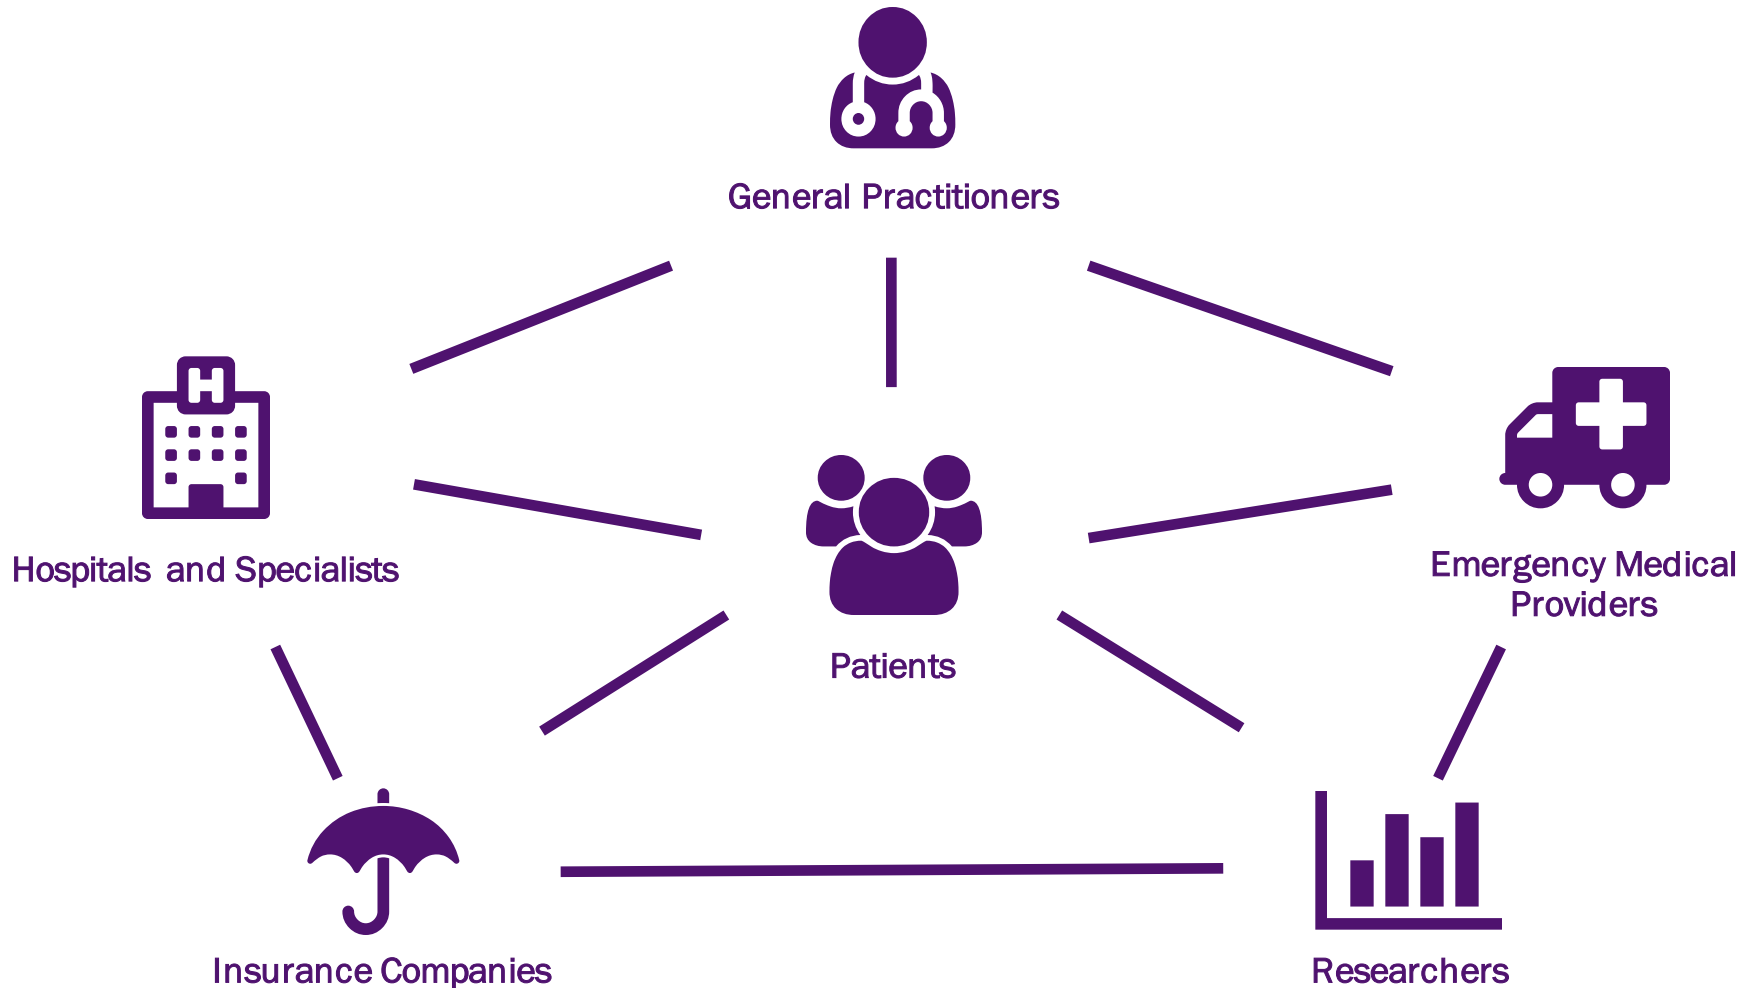 General Practitioners
H
Hospitals and Specialists
Emergency Medical
Providers
Patients
Insurance Companies
Researchers